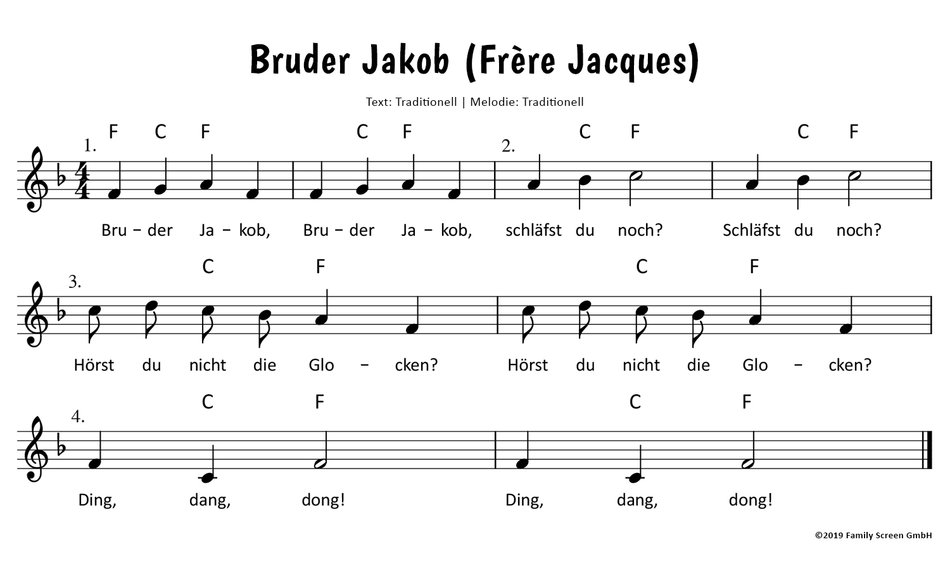 Bruder Jakob (Frère Jacques)
Text: Traditionell | Melodie: Traditionell
1. F C F C F 2. C F C F
4/4
Bru – der Ja – kob, Bru – der Ja – kob, schläfst du noch? Schläfst du noch?
3. C F C F
Hörst du nicht die Glo – cken? Hörst du nicht die Glo – cken?
4. C F C F
Ding, dang, dong! Ding, dang, dong!
©2019 Family Screen GmbH